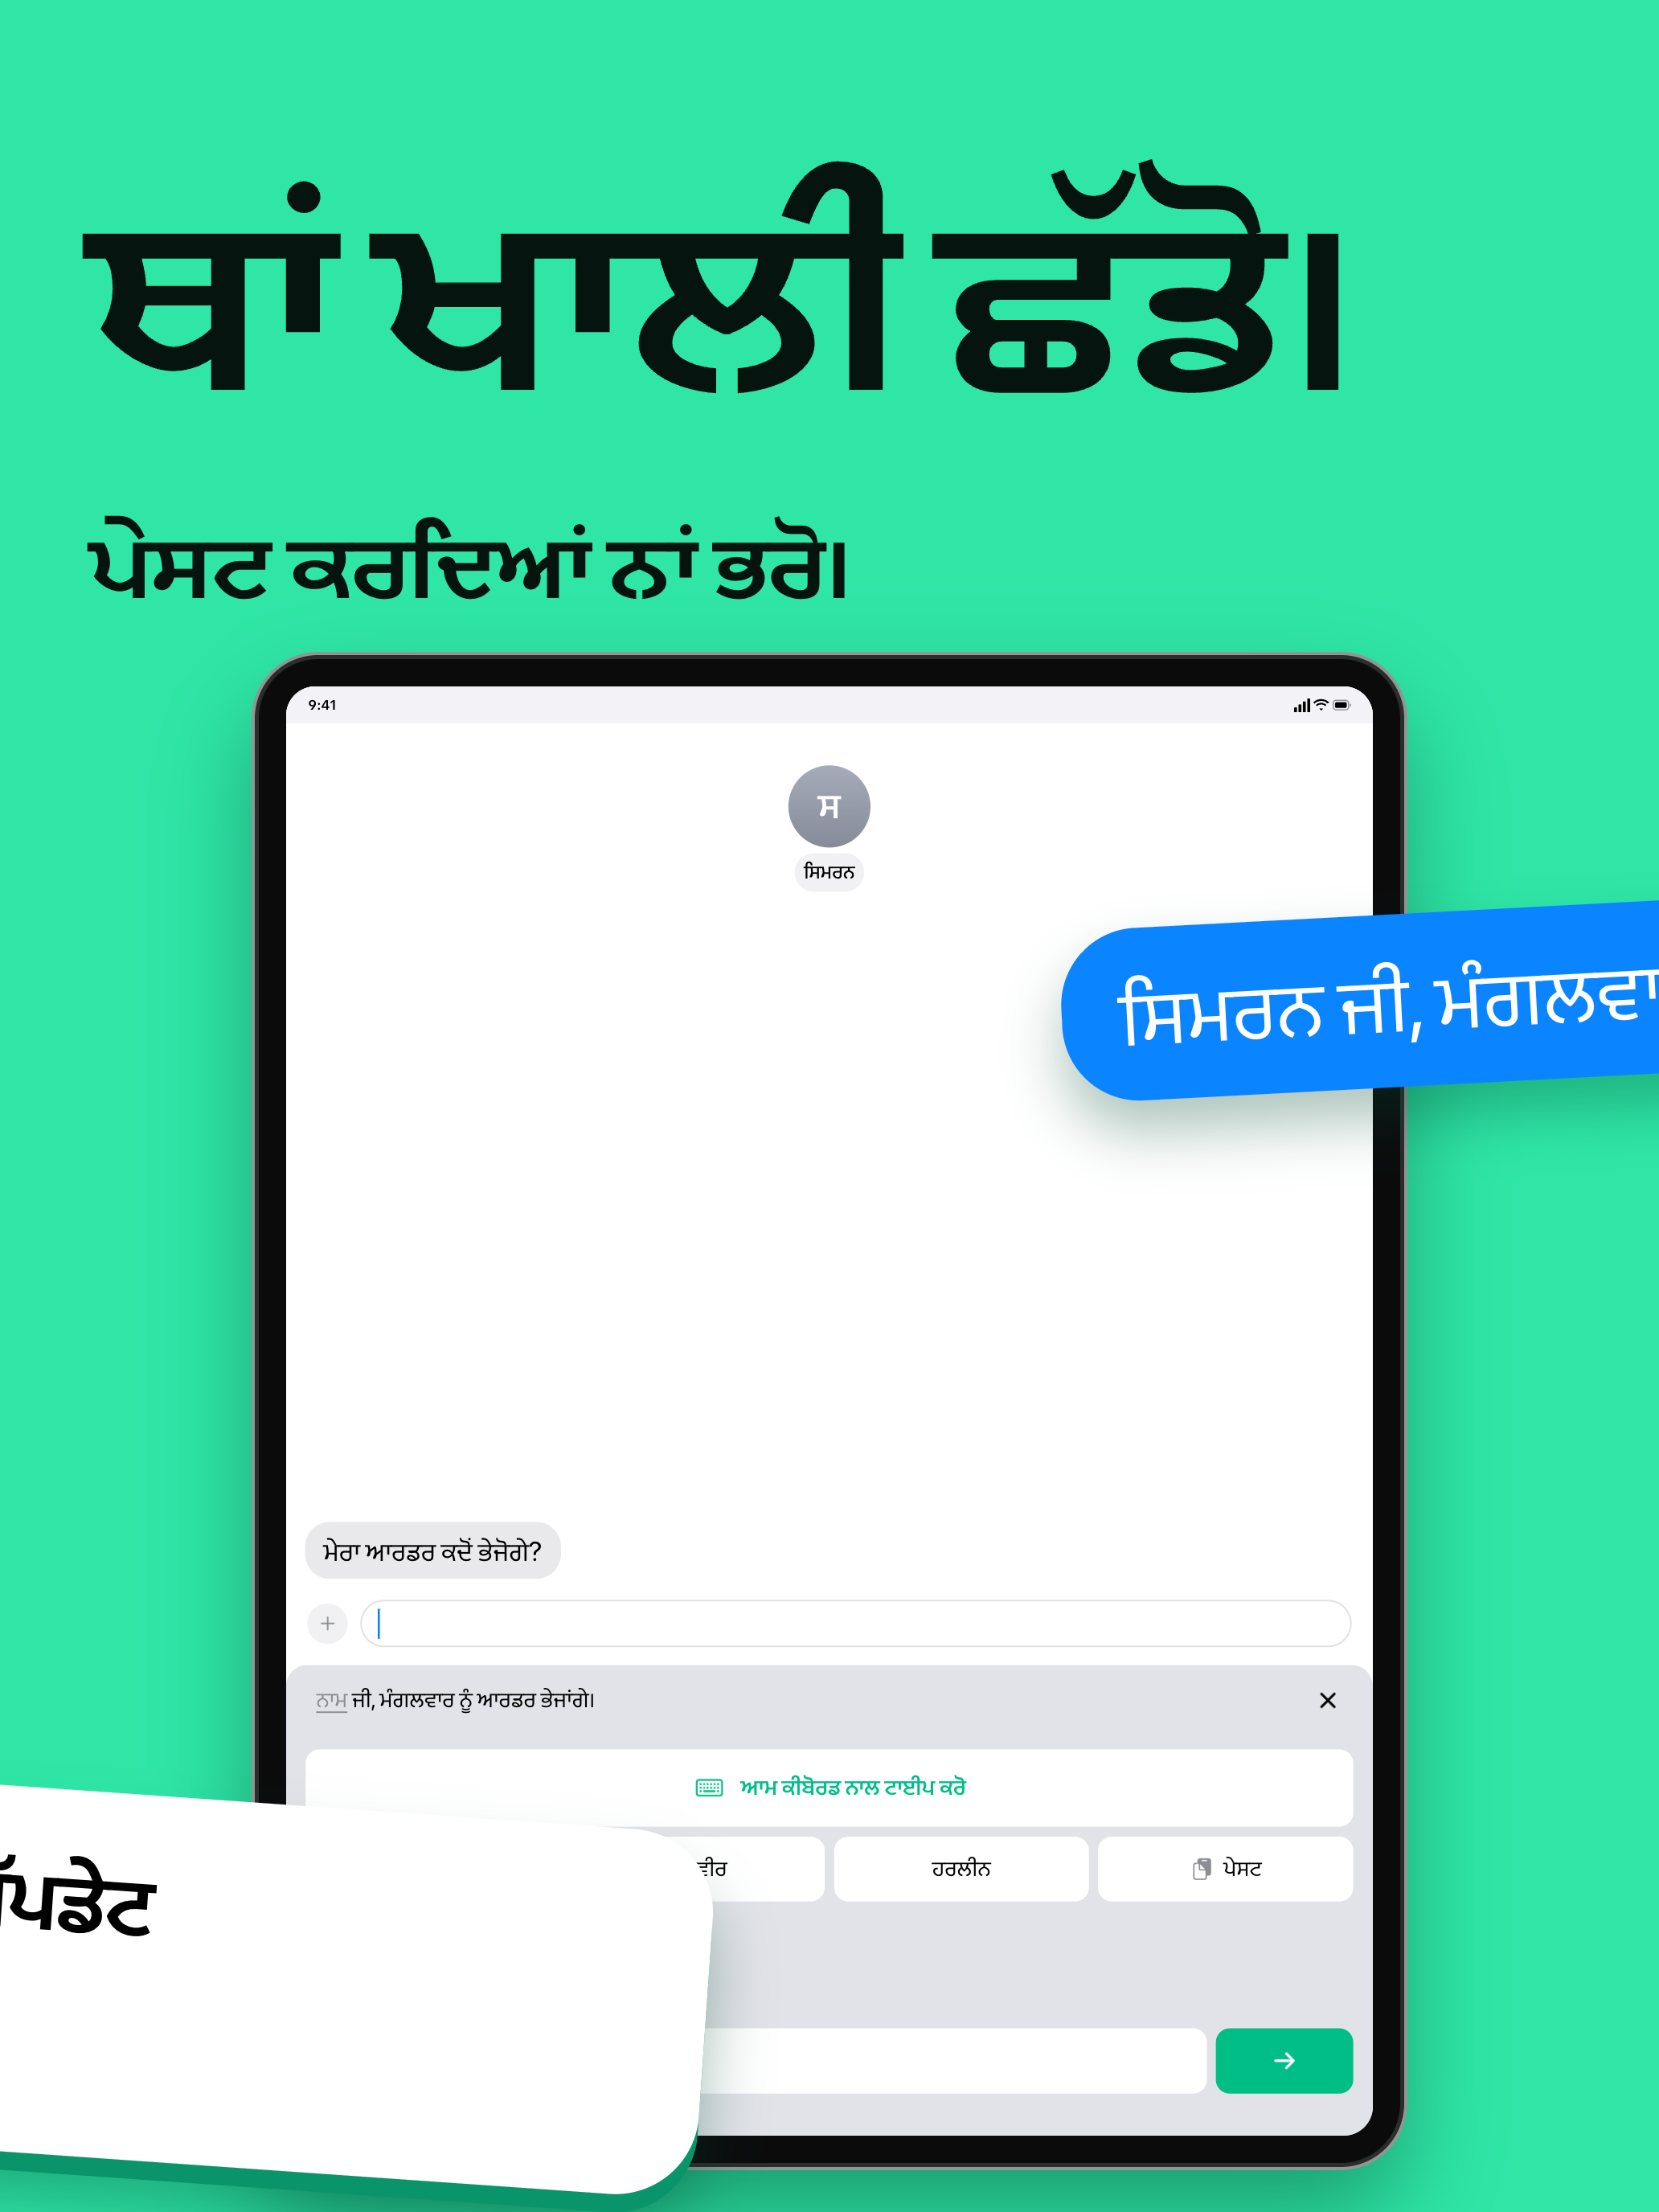 ਥਾਂ ਖਾਲੀ ਛੱਡੋ।
ਪੇਸਟ ਕਰਦਿਆਂ ਨਾਂ ਭਰੋ।
9:41
ਸ
ਸਿਮਰਨ
ਸਿਮਰਨ ਜੀ, ਮੰਗਲਵਾ
ਮੇਰਾ ਆਰਡਰ ਕਦੋਂ ਭੇਜੋਗੇ?
ਨਾਮ ਜੀ, ਮੰਗਲਵਾਰ ਨੂੰ ਆਰਡਰ ਭੇਜਾਂਗੇ।
ਆਮ ਕੀਬੋਰਡ ਨਾਲ ਟਾਈਪ ਕਰੋ
ਵੀਰ
ਹਰਲੀਨ
ਪੇਸਟ
ੱਪਡੇਟ